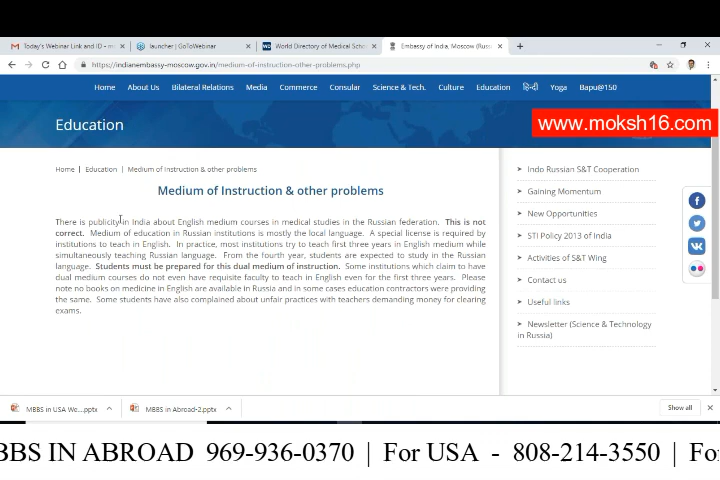 Today's Webinar Link and ID - m
launcher | GoToWebinar
World Directory of Medical Scho
Embassy of India, Moscow (Russ
https://indianembassy-moscow.gov.in/medium-of-instruction-other-problems.php
Home About Us Bilateral Relations Media Commerce Consular Science & Tech. Culture Education हिन्दी Yoga Bapu@150
Education
www.moksh16.com
Home | Education | Medium of Instruction & other problems
Medium of Instruction & other problems
There is publicity in India about English medium courses in medical studies in the Russian federation. This is not
correct. Medium of education in Russian institutions is mostly the local language. A special license is required by
institutions to teach in English. In practice, most institutions try to teach first three years in English medium while
simultaneously teaching Russian language. From the fourth year, students are expected to study in the Russian
language. Students must be prepared for this dual medium of instruction. Some institutions which claim to have
dual medium courses do not even have requisite faculty to teach in English even for the first three years. Please
note no books on medicine in English are available in Russia and in some cases education contractors were providing
the same. Some students have also complained about unfair practices with teachers demanding money for clearing
exams.
Indo Russian S&T Cooperation
Gaining Momentum
New Opportunities
STI Policy 2013 of India
Activities of S&T Wing
Contact us
Useful links
Newsletter (Science & Technology
in Russia)
MBBS in USA Wo....pptx
MBBS in Abroad-2.pptx
Show all
BBS IN ABROAD 969-936-0370 | For USA - 808-214-3550 | Fo